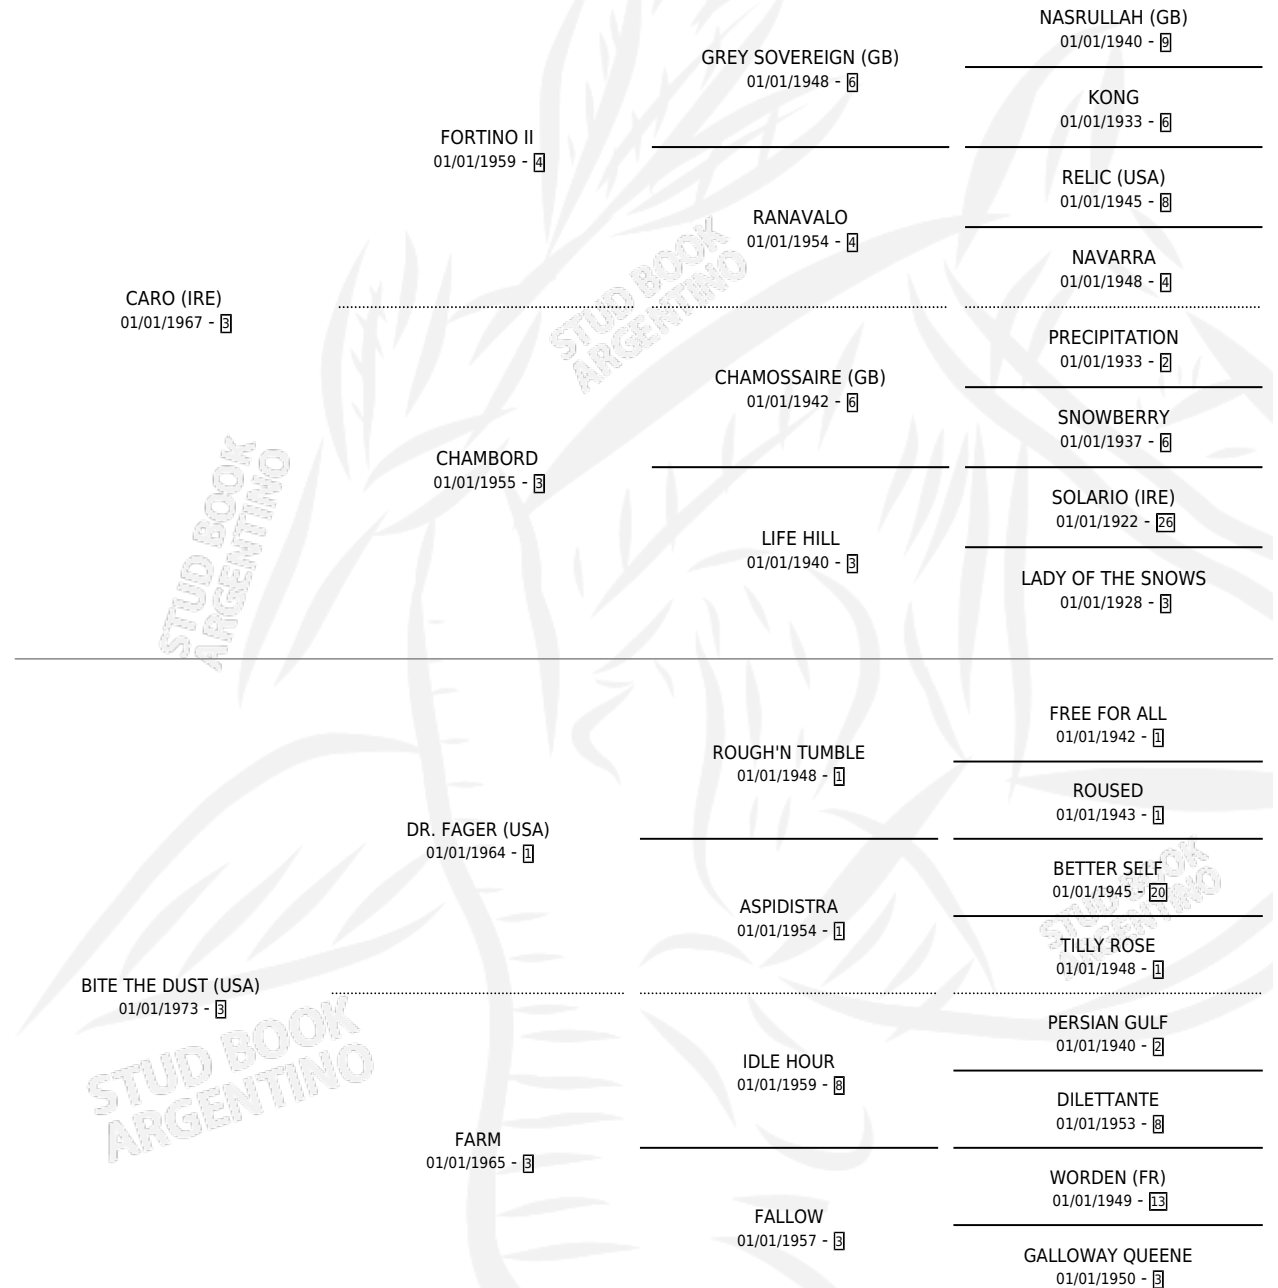 NASRULLAH (GB)
01/01/1940 - 9
GREY SOVEREIGN (GB)
01/01/1948 - 6
KONG
01/01/1933 - 6
FORTINO II
01/01/1959 - 4
RELIC (USA)
01/01/1945 - 8
RANAVALO
01/01/1954 - 4
NAVARRA
01/01/1948 - 4
CARO (IRE)
01/01/1967 - 3
PRECIPITATION
01/01/1933 - 2
CHAMOSSAIRE (GB)
01/01/1942 - 6
SNOWBERRY
01/01/1937 - 6
CHAMBORD
01/01/1955 - 3
SOLARIO (IRE)
01/01/1922 - 26
LIFE HILL
01/01/1940 - 3
LADY OF THE SNOWS
01/01/1928 - 3
FREE FOR ALL
01/01/1942 - 1
ROUGH'N TUMBLE
01/01/1948 - 1
ROUSED
01/01/1943 - 1
DR. FAGER (USA)
01/01/1964 - 1
BETTER SELF
01/01/1945 - 20
ASPIDISTRA
01/01/1954 - 1
TILLY ROSE
01/01/1948 - 1
BITE THE DUST (USA)
01/01/1973 - 3
PERSIAN GULF
01/01/1940 - 2
IDLE HOUR
01/01/1959 - 8
DILETTANTE
01/01/1953 - 8
FARM
01/01/1965 - 3
WORDEN (FR)
01/01/1949 - 13
FALLOW
01/01/1957 - 3
GALLOWAY QUEENE
01/01/1950 - 3
STUD BOOK
ARGENTINO
STUD BOOK
ARGENTINO
STUD BOOK
ARGENTINO
STUD BOOK
ARGENTINO